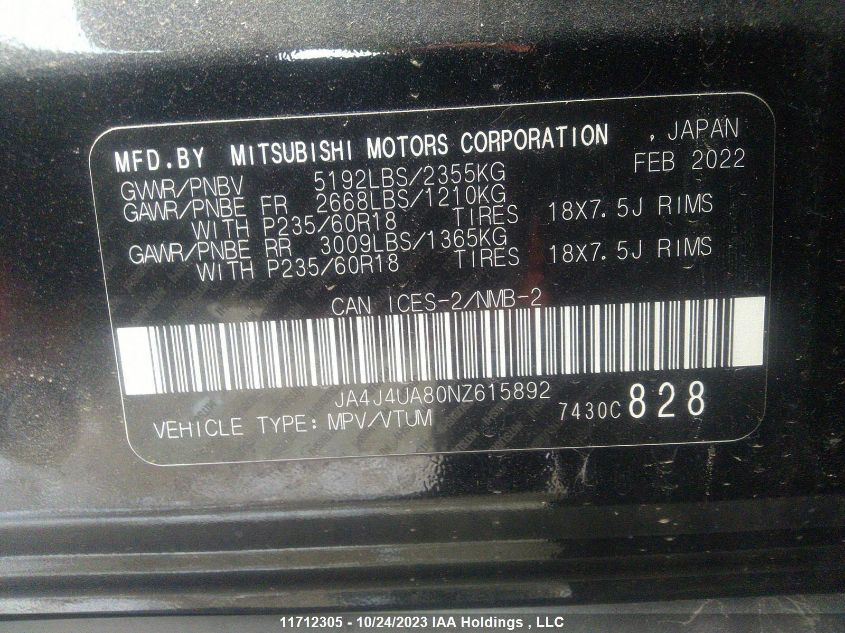 MFD.BY MITSUBISHI MOTORS CORPORATION , JAPAN
FEB 2022
GVWR/PNBV 5192LBS/2355KG
GAWR/PNBE FR 2668LBS/1210KG
WITH P235/60R18 TIRES 18X7.5J RIMS
GAWR/PNBE RR 3009LBS/1365KG
WITH P235/60R18 TIRES 18X7.5J RIMS
CAN ICES-2/NMB-2
JA4J4UA80NZ615892
VEHICLE TYPE: MPV/VTUM 7430C 828
11712305 - 10/24/2023 IAA Holdings , LLC